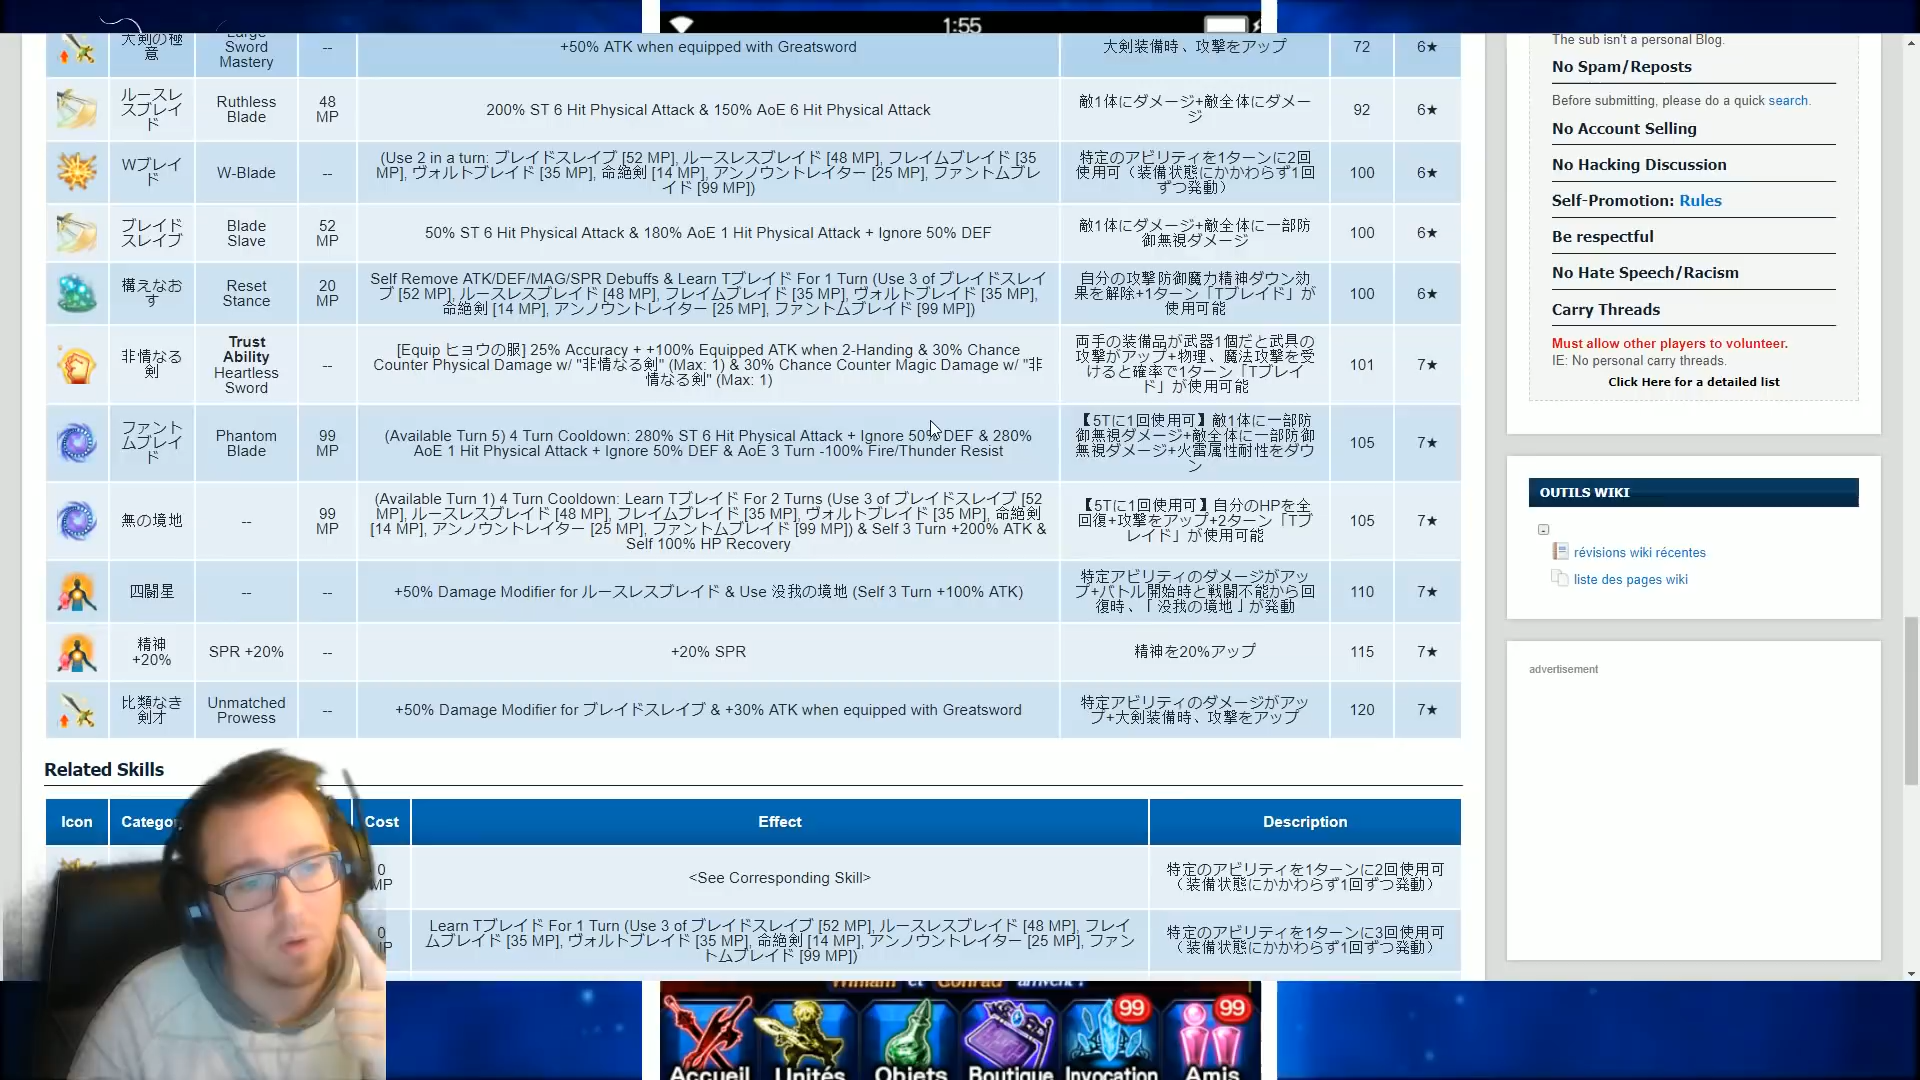 1:55
大剣の極
意
Large
Sword
Mastery
--
+50% ATK when equipped with Greatsword
大剣装備時、攻撃をアップ
72
6★
ルースレ
スブレイ
ド
Ruthless
Blade
48
MP
200% ST 6 Hit Physical Attack & 150% AoE 6 Hit Physical Attack
敵1体にダメージ+敵全体にダメー
ジ
92
6★
Wブレイ
ド
W-Blade
--
(Use 2 in a turn: ブレイドスレイブ [52 MP], ルースレスブレイド [48 MP], フレイムブレイド [35
MP], ヴォルトブレイド [35 MP], 命絶剣 [14 MP], アンノウントレイター [25 MP], ファントムブレ
イド [99 MP])
特定のアビリティを1ターンに2回
使用可（装備状態にかかわらず1回
ずつ発動）
100
6★
ブレイド
スレイブ
Blade
Slave
52
MP
50% ST 6 Hit Physical Attack & 180% AoE 1 Hit Physical Attack + Ignore 50% DEF
敵1体にダメージ+敵全体に一部防
御無視ダメージ
100
6★
構えなお
す
Reset
Stance
20
MP
Self Remove ATK/DEF/MAG/SPR Debuffs & Learn Tブレイド For 1 Turn (Use 3 of ブレイドスレイ
ブ [52 MP], ルースレスブレイド [48 MP], フレイムブレイド [35 MP], ヴォルトブレイド [35 MP],
命絶剣 [14 MP], アンノウントレイター [25 MP], ファントムブレイド [99 MP])
自分の攻撃防御魔力精神ダウン効
果を解除+1ターン「Tブレイド」が
使用可能
100
6★
非情なる
剣
Trust
Ability
Heartless
Sword
--
[Equip ヒョウの服] 25% Accuracy + +100% Equipped ATK when 2-Handing & 30% Chance
Counter Physical Damage w/ "非情なる剣" (Max: 1) & 30% Chance Counter Magic Damage w/ "非
情なる剣" (Max: 1)
両手の装備品が武器1個だと武具の
攻撃がアップ+物理、魔法攻撃を受
けると確率で1ターン「Tブレイ
ド」が使用可能
101
7★
ファント
ムブレイ
ド
Phantom
Blade
99
MP
(Available Turn 5) 4 Turn Cooldown: 280% ST 6 Hit Physical Attack + Ignore 50% DEF & 280%
AoE 1 Hit Physical Attack + Ignore 50% DEF & AoE 3 Turn -100% Fire/Thunder Resist
【5Tに1回使用可】敵1体に一部防
御無視ダメージ+敵全体に一部防御
無視ダメージ+火雷属性耐性をダウ
ン
105
7★
無の境地
--
99
MP
(Available Turn 1) 4 Turn Cooldown: Learn Tブレイド For 2 Turns (Use 3 of ブレイドスレイブ [52
MP], ルースレスブレイド [48 MP], フレイムブレイド [35 MP], ヴォルトブレイド [35 MP], 命絶剣
[14 MP], アンノウントレイター [25 MP], ファントムブレイド [99 MP]) & Self 3 Turn +200% ATK &
Self 100% HP Recovery
【5Tに1回使用可】自分のHPを全
回復+攻撃をアップ+2ターン「Tブ
レイド」が使用可能
105
7★
四闘星
--
--
+50% Damage Modifier for ルースレスブレイド & Use 没我の境地 (Self 3 Turn +100% ATK)
特定アビリティのダメージがアッ
プ+バトル開始時と戦闘不能から回
復時、「 没我の境地 」が発動
110
7★
精神
+20%
SPR +20%
--
+20% SPR
精神を20%アップ
115
7★
比類なき
剣才
Unmatched
Prowess
--
+50% Damage Modifier for ブレイドスレイブ & +30% ATK when equipped with Greatsword
特定アビリティのダメージがアッ
プ+大剣装備時、攻撃をアップ
120
7★
Related Skills
Icon
Cost
Effect
Description
0
MP
<See Corresponding Skill>
特定のアビリティを1ターンに2回使用可
（装備状態にかかわらず1回ずつ発動）
0
Learn Tブレイド For 1 Turn (Use 3 of ブレイドスレイブ [52 MP], ルースレスブレイド [48 MP], フレイ
ムブレイド [35 MP], ヴォルトブレイド [35 MP], 命絶剣 [14 MP], アンノウントレイター [25 MP], ファン
トムブレイド [99 MP])
特定のアビリティを1ターンに3回使用可
（装備状態にかかわらず1回ずつ発動）
The sub isn't a personal Blog.
No Spam/Reposts
Before submitting, please do a quick search.
No Account Selling
No Hacking Discussion
Self-Promotion: Rules
Be respectful
No Hate Speech/Racism
Carry Threads
Must allow other players to volunteer.
IE: No personal carry threads.
Click Here for a detailed list
OUTILS WIKI
révisions wiki récentes
liste des pages wiki
advertisement
William et Conrad arrivent !
99
99
Accueil
Unités
Objets
Boutique
Invocation
Amis